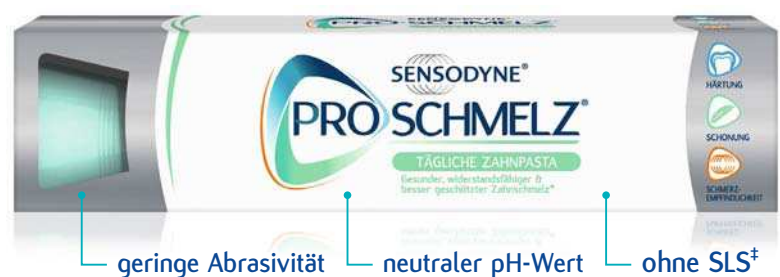 SENSODYNE®
PRO SCHMELZ®
TÄGLICHE ZAHNPASTA
Gesunder, widerstandsfähiger &
besser geschützter Zahnschmelz*
HÄRTUNG
SCHONUNG
SCHMERZ-
EMPFINDLICHKEIT
geringe Abrasivität
neutraler pH-Wert
ohne SLS‡